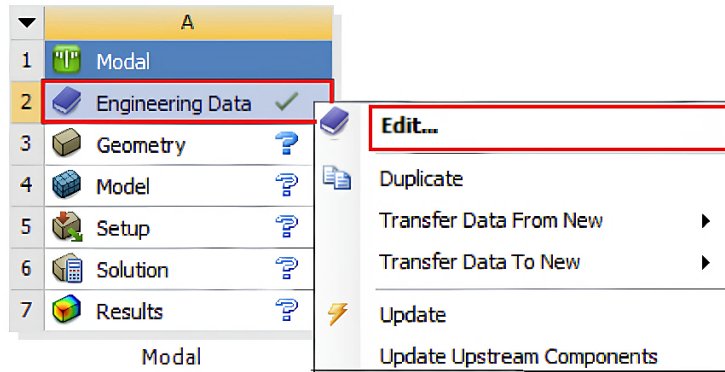 A
1 Modal
2 Engineering Data
3 Geometry ?
4 Model ?
5 Setup ?
6 Solution ?
7 Results ?
Modal
Edit...
Duplicate
Transfer Data From New
Transfer Data To New
Update
Update Upstream Components